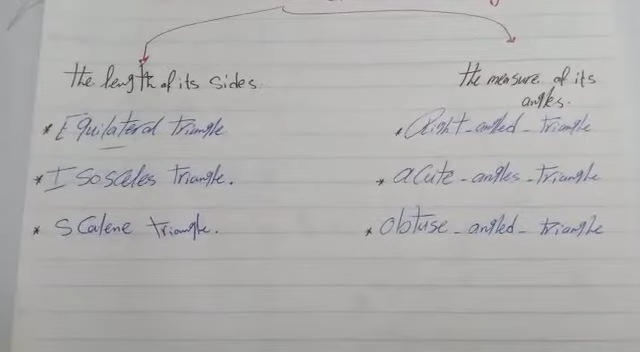 the length of its sides.
* Equilateral triangle
* Isosceles triangle.
* Scalene triangle.
the measure of its
angles.
* Right-angled-triangle
* acute-angles-triangle
* obtuse-angled-triangle